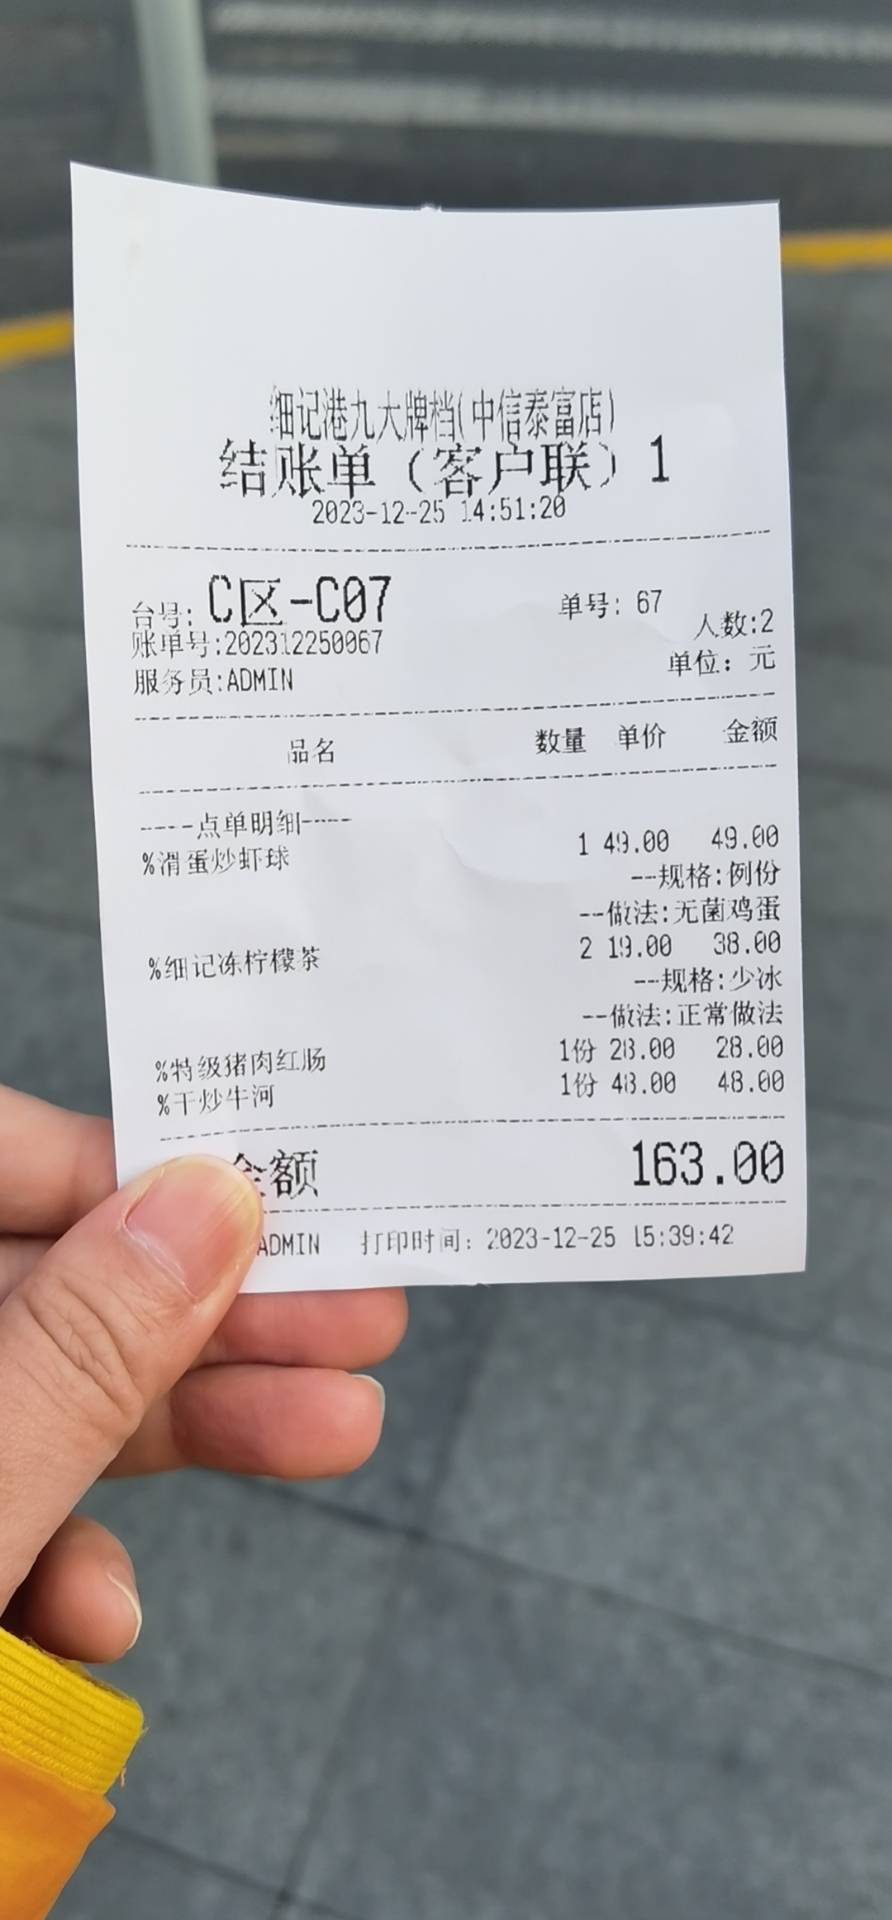 细记港九大牌档(中信泰富店)
结账单（客户联）1
2023-12-25 14:51:20
台号: C区-C07 单号: 67
账单号:202312250067 人数:2
服务员:ADMIN 单位: 元
品名 数量 单价 金额
----点单明细----
%滑蛋炒虾球 1 49.00 49.00
--规格:例份
--做法:无菌鸡蛋
%细记冻柠檬茶 2 19.00 38.00
--规格:少冰
--做法:正常做法
%特级猪肉红肠 1份 28.00 28.00
%干炒牛河 1份 48.00 48.00
金额 163.00
ADMIN 打印时间: 2023-12-25 15:39:42